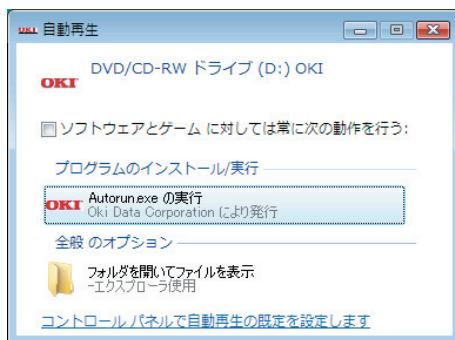 OKI 自動再生
DVD/CD-RW ドライブ (D:) OKI
OKI
ソフトウェアとゲーム に対しては常に次の動作を行う:
プログラムのインストール/実行
OKI Autorun.exe の実行
Oki Data Corporation により発行
全般 のオプション
フォルダを開いてファイルを表示
-エクスプローラ使用
コントロール パネルで自動再生の既定を設定します